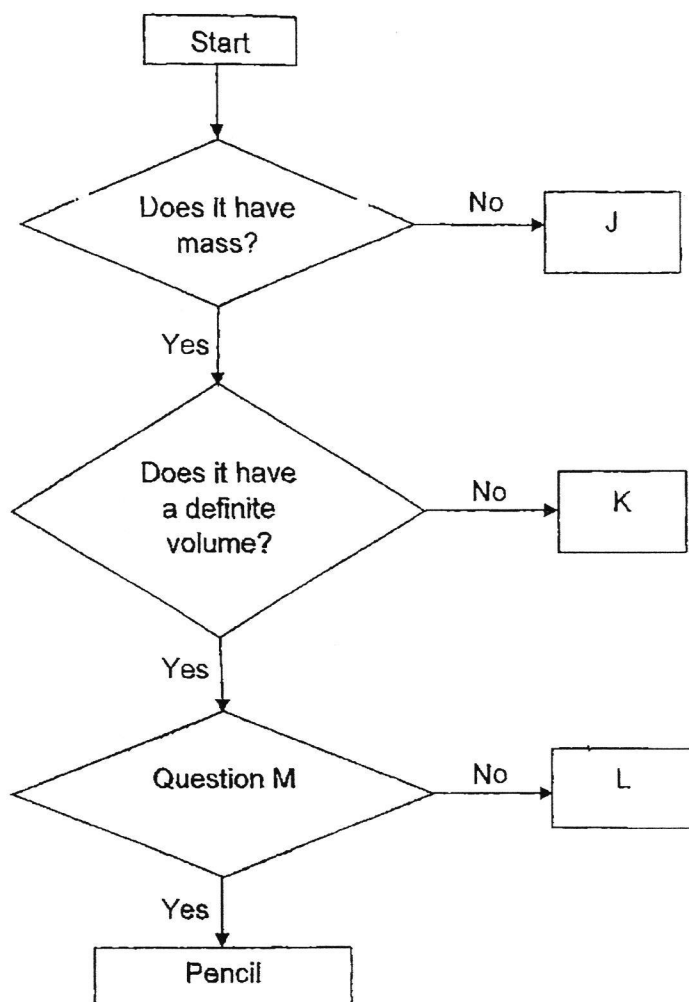 Start
Does it have
mass?
No
J
Yes
Does it have
a definite
volume?
No
K
Yes
Question M
No
L
Yes
Pencil